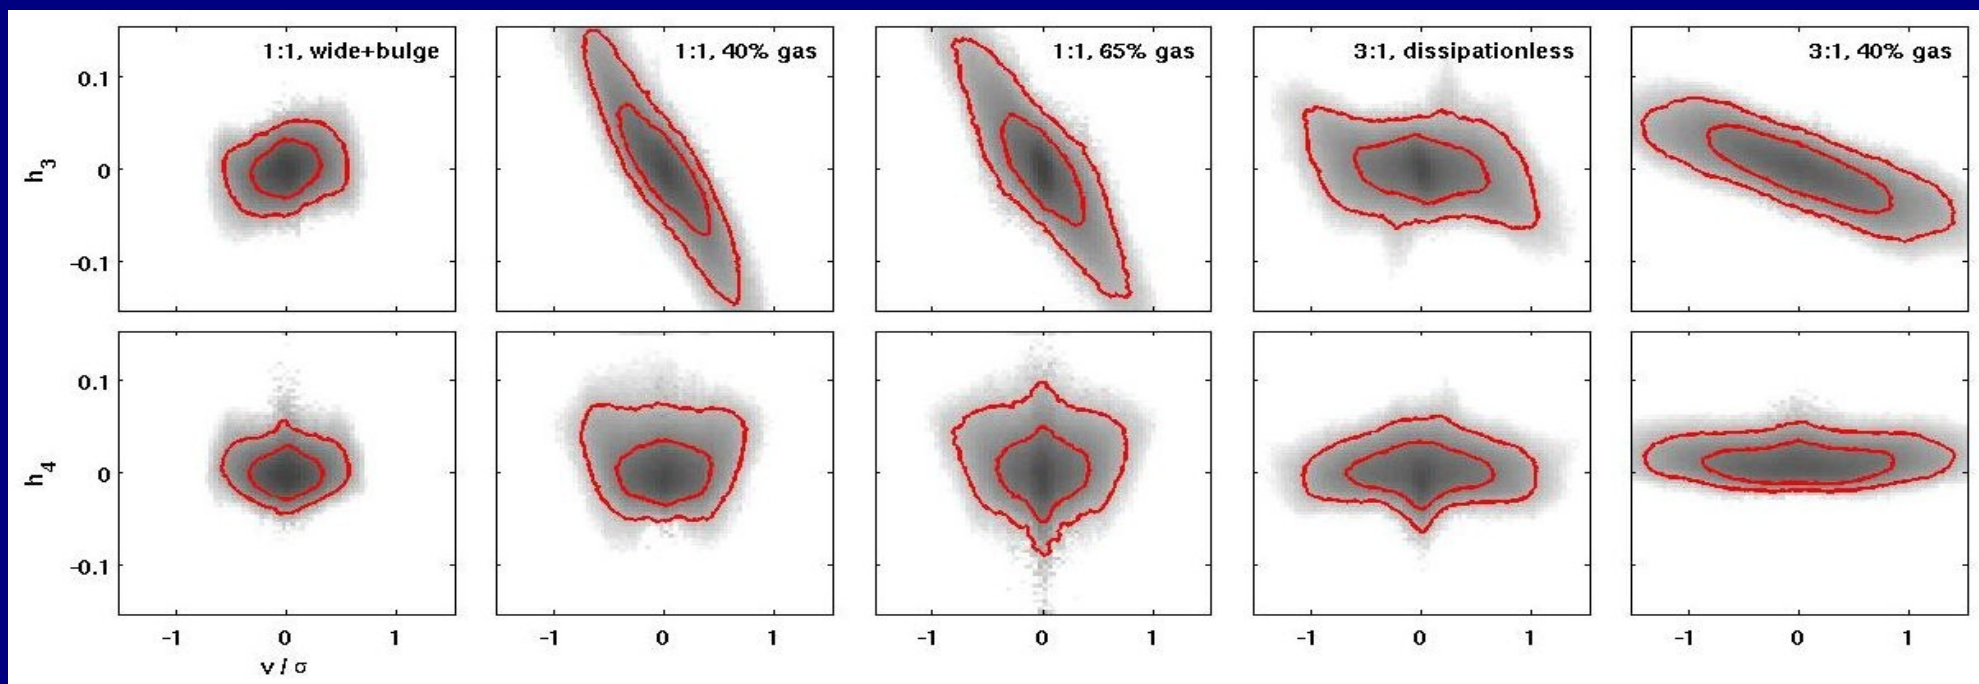 1:1, wide+bulge
1:1, 40% gas
1:1, 65% gas
3:1, dissipationless
3:1, 40% gas
0.1
0
-0.1
h3
0.1
0
-0.1
h4
-1 0 1
-1 0 1
-1 0 1
-1 0 1
-1 0 1
v / σ